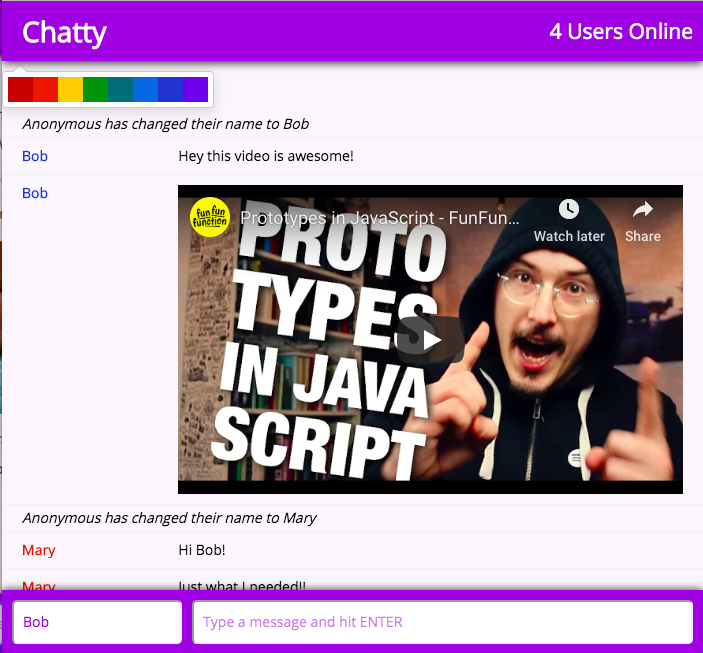 Chatty
4 Users Online
Anonymous has changed their name to Bob
Bob
Hey this video is awesome!
Bob
fun fun
function
Prototypes in JavaScript - FunFun...
Watch later
Share
PROTO
TYPES
IN JAVA
SCRIPT
Anonymous has changed their name to Mary
Mary
Hi Bob!
Mary
Just what I needed!!
Bob
Type a message and hit ENTER